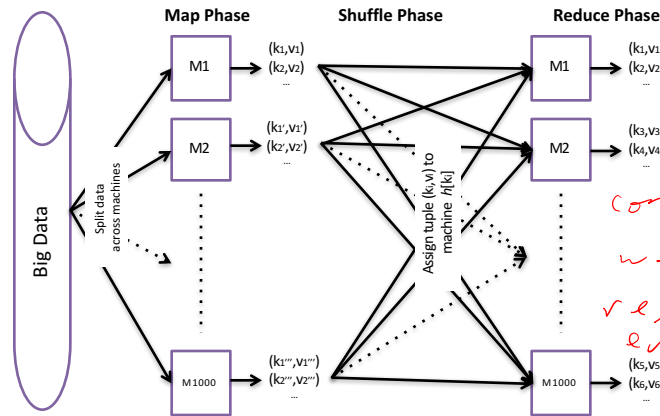 Map Phase
Shuffle Phase
Reduce Phase
Big Data
Split data
across machines
M1
(k₁,v₁)
(k₂,v₂)
...
M2
(k₁',v₁')
(k₂',v₂')
...
M1000
(k₁''',v₁''')
(k₂''',v₂''')
...
Assign tuple (kᵢ,vᵢ) to
machine h[kᵢ]
M1
(k₁,v₁
(k₂,v₂
...
M2
(k₃,v₃
(k₄,v₄
...
M1000
(k₅,v₅
(k₆,v₆
...